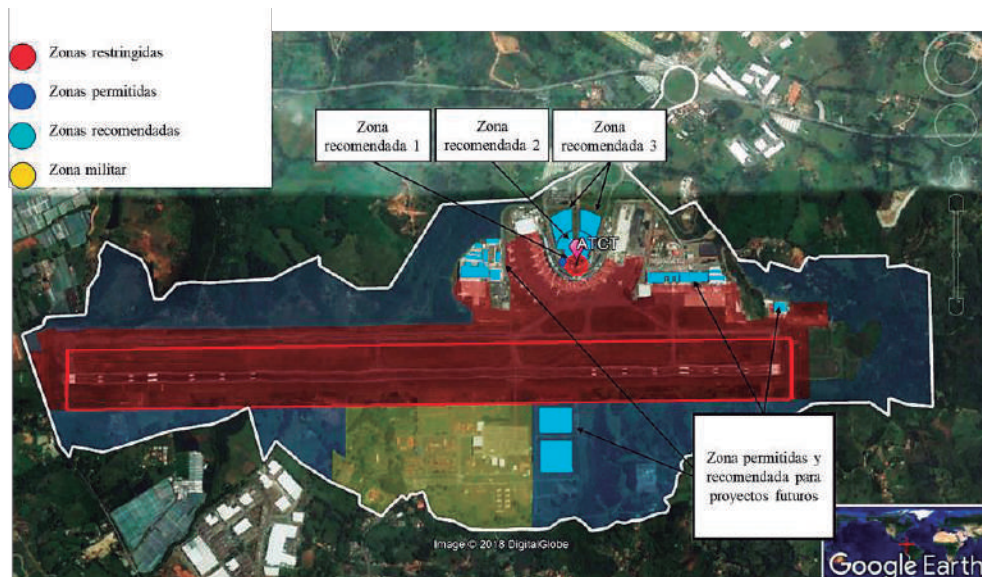 Zonas restringidas
Zonas permitidas
Zonas recomendadas
Zona militar
Zona
recomendada 1
Zona
recomendada 2
Zona
recomendada 3
ATCT
Zona permitidas y
recomendada para
proyectos futuros
Image © 2018 DigitalGlobe
Google Earth